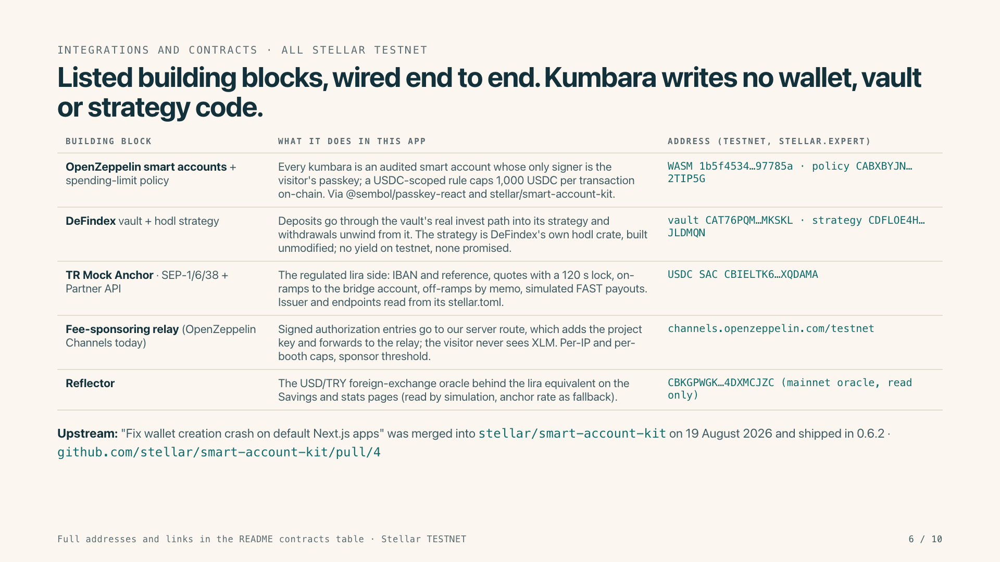 INTEGRATIONS AND CONTRACTS · ALL STELLAR TESTNET
Listed building blocks, wired end to end. Kumbara writes no wallet, vault
or strategy code.
BUILDING BLOCK
WHAT IT DOES IN THIS APP
ADDRESS (TESTNET, STELLAR.EXPERT)
OpenZeppelin smart accounts +
spending-limit policy
Every kumbara is an audited smart account whose only signer is the
visitor's passkey; a USDC-scoped rule caps 1,000 USDC per transaction
on-chain. Via @sembol/passkey-react and stellar/smart-account-kit.
WASM 1b5f4534…97785a · policy CABXBYJN…
2TIP5G
DeFindex vault + hodl strategy
Deposits go through the vault's real invest path into its strategy and
withdrawals unwind from it. The strategy is DeFindex's own hodl crate, built
unmodified; no yield on testnet, none promised.
vault CAT76PQM…MKSKL · strategy CDFLOE4H…
JLDMQN
TR Mock Anchor · SEP-1/6/38 +
Partner API
The regulated lira side: IBAN and reference, quotes with a 120 s lock, on-
ramps to the bridge account, off-ramps by memo, simulated FAST payouts.
Issuer and endpoints read from its stellar.toml.
USDC SAC CBIELTK6…XQDAMA
Fee-sponsoring relay (OpenZeppelin
Channels today)
Signed authorization entries go to our server route, which adds the project
key and forwards to the relay; the visitor never sees XLM. Per-IP and per-
booth caps, sponsor threshold.
channels.openzeppelin.com/testnet
Reflector
The USD/TRY foreign-exchange oracle behind the lira equivalent on the
Savings and stats pages (read by simulation, anchor rate as fallback).
CBKGPWGK…4DXMCJZC (mainnet oracle, read
only)
Upstream: "Fix wallet creation crash on default Next.js apps" was merged into stellar/smart-account-kit on 19 August 2026 and shipped in 0.6.2 ·
github.com/stellar/smart-account-kit/pull/4
Full addresses and links in the README contracts table · Stellar TESTNET
6 / 10